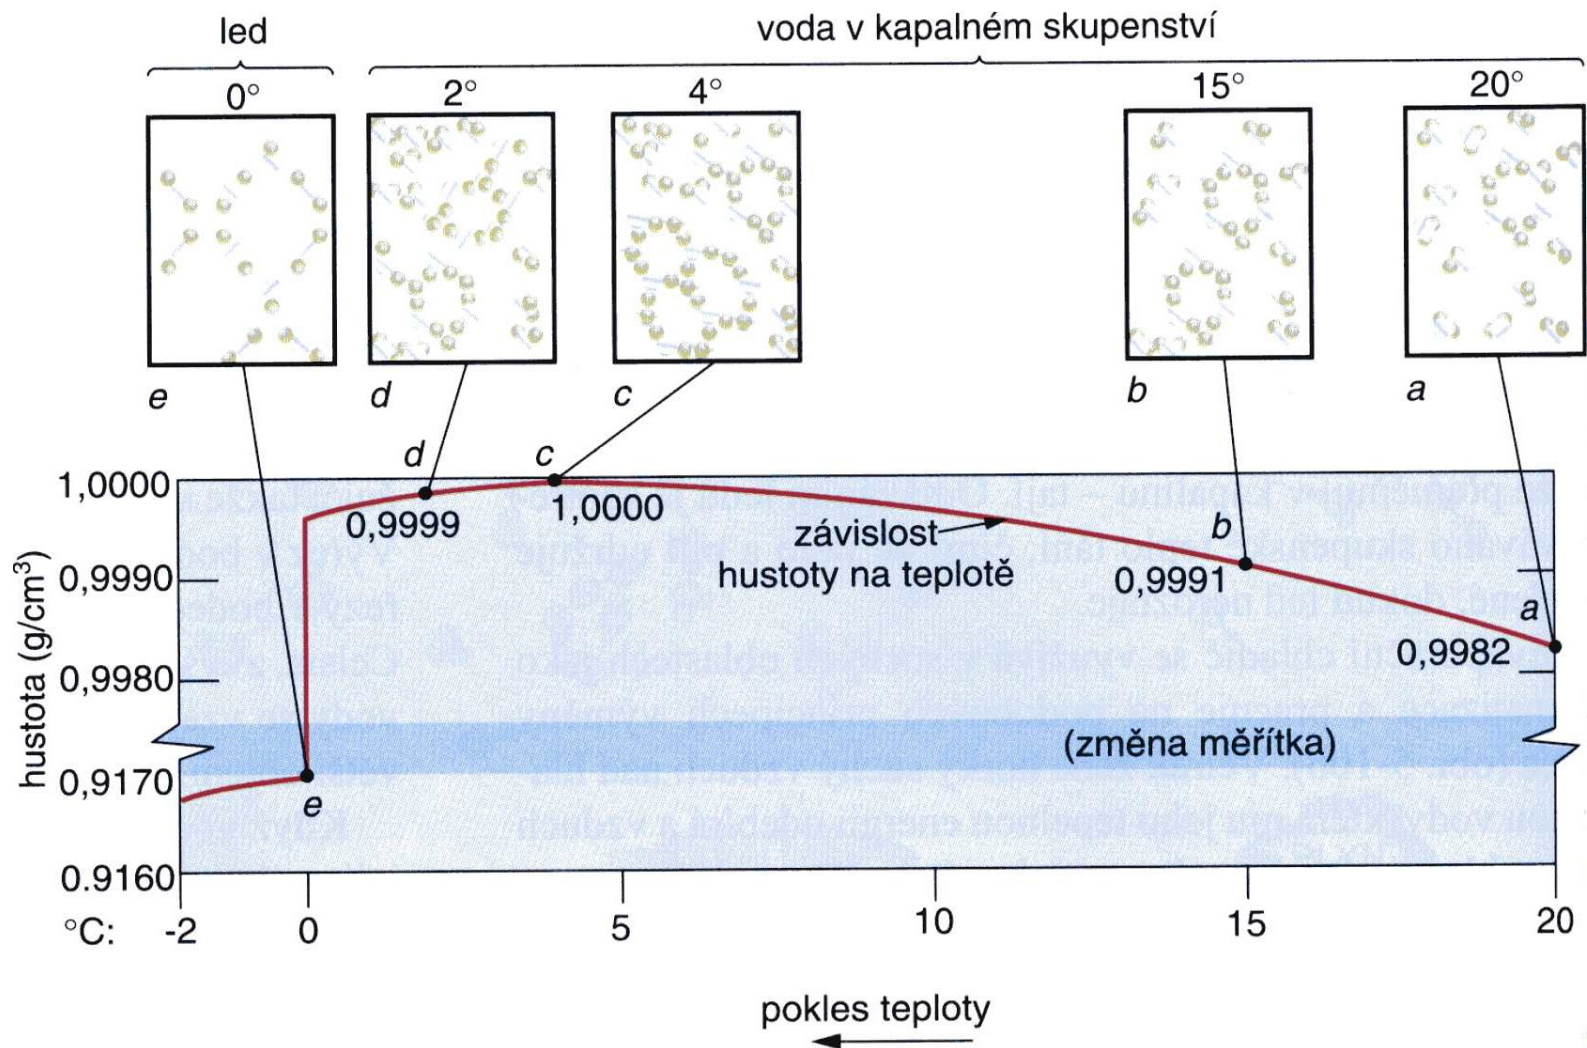 led
voda v kapalném skupenství
0°
2°
4°
15°
20°
e
d
c
b
a
d
c
1,0000
0,9999
1,0000
závislost
hustoty na teplotě
b
0,9991
a
0,9982
0,9990
0,9980
(změna měřítka)
0,9170
e
0.9160
hustota (g/cm³)
°C:
-2
0
5
10
15
20
pokles teploty